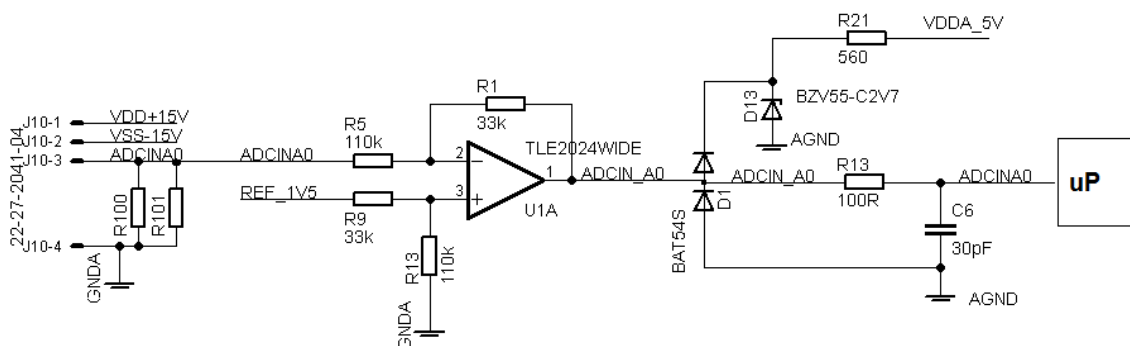 R21
VDDA_5V
560
D13
BZV55-C2V7
AGND
R1
33k
J10-1
VDD+15V
J10-2
VSS-15V
J10-3
ADCINA0
ADCINA0
22-27-2041-04
R100
R101
J10-4
GNDA
R5
110k
2
TLE2024WIDE
1
3
U1A
REF_1V5
R9
33k
R13
110k
GNDA
ADCIN_A0
D1
BAT54S
ADCIN_A0
R13
100R
ADCINA0
uP
C6
30pF
AGND